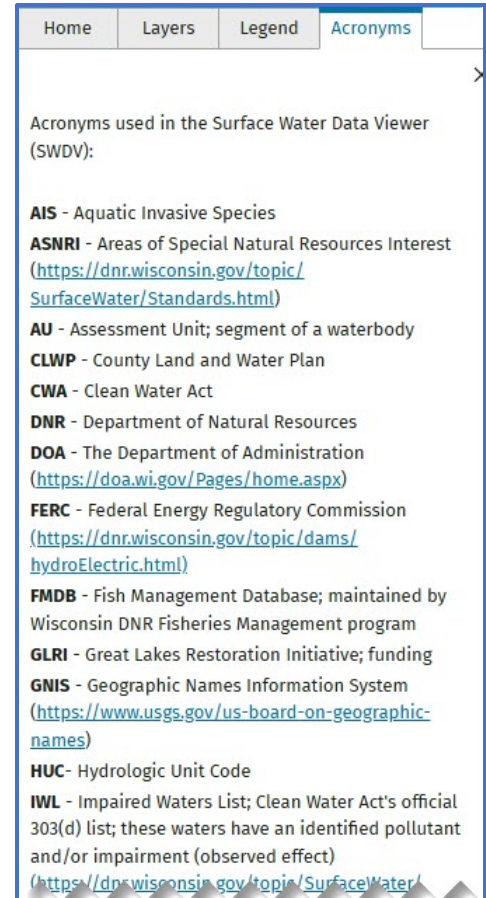 Home Layers Legend Acronyms
Acronyms used in the Surface Water Data Viewer
(SWDV):
AIS - Aquatic Invasive Species
ASNRI - Areas of Special Natural Resources Interest
(https://dnr.wisconsin.gov/topic/
SurfaceWater/Standards.html)
AU - Assessment Unit; segment of a waterbody
CLWP - County Land and Water Plan
CWA - Clean Water Act
DNR - Department of Natural Resources
DOA - The Department of Administration
(https://doa.wi.gov/Pages/home.aspx)
FERC - Federal Energy Regulatory Commission
(https://dnr.wisconsin.gov/topic/dams/
hydroElectric.html)
FMDB - Fish Management Database; maintained by
Wisconsin DNR Fisheries Management program
GLRI - Great Lakes Restoration Initiative; funding
GNIS - Geographic Names Information System
(https://www.usgs.gov/us-board-on-geographic-
names)
HUC- Hydrologic Unit Code
IWL - Impaired Waters List; Clean Water Act's official
303(d) list; these waters have an identified pollutant
and/or impairment (observed effect)
(https://dnr.wisconsin.gov/topic/SurfaceWater/